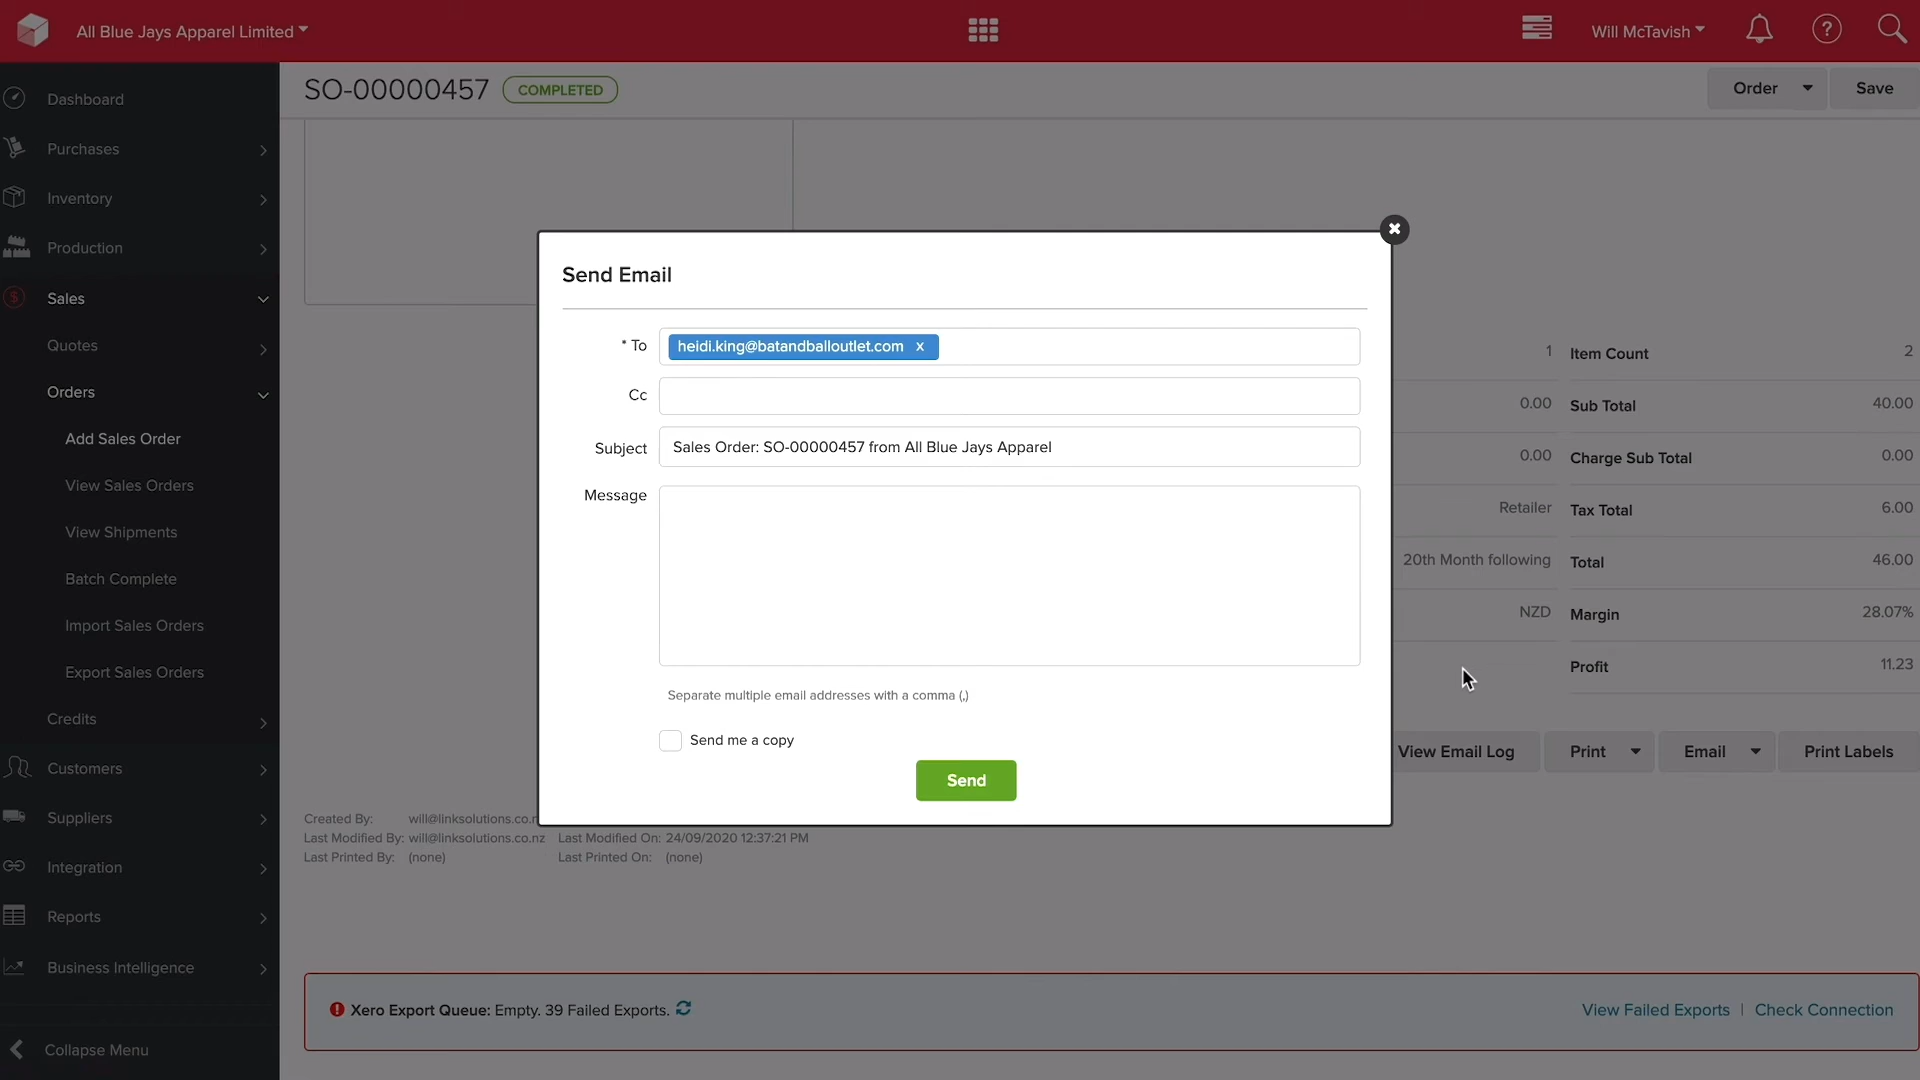 All Blue Jays Apparel Limited
Will McTavish
SO-00000457 COMPLETED
Order
Save
Dashboard
Purchases
Inventory
Production
Sales
Quotes
Orders
Add Sales Order
View Sales Orders
View Shipments
Batch Complete
Import Sales Orders
Export Sales Orders
Credits
Customers
Suppliers
Integration
Reports
Business Intelligence
Collapse Menu
Send Email
* To heidi.king@batandballoutlet.com x
Cc
Subject Sales Order: SO-00000457 from All Blue Jays Apparel
Message
Separate multiple email addresses with a comma (,)
Send me a copy
Send
1 Item Count 2
0.00 Sub Total 40.00
0.00 Charge Sub Total 0.00
Retailer Tax Total 6.00
20th Month following Total 46.00
NZD Margin 28.07%
Profit 11.23
View Email Log Print Email Print Labels
Created By: will@linksolutions.co.n
Last Modified By: will@linksolutions.co.nz Last Modified On: 24/09/2020 12:37:21 PM
Last Printed By: (none) Last Printed On: (none)
Xero Export Queue: Empty. 39 Failed Exports.
View Failed Exports | Check Connection